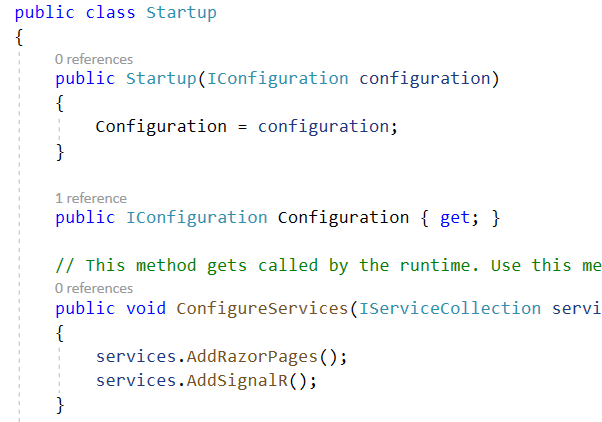 public class Startup
{
0 references
public Startup(IConfiguration configuration)
{
Configuration = configuration;
}
1 reference
public IConfiguration Configuration { get; }
// This method gets called by the runtime. Use this me
0 references
public void ConfigureServices(IServiceCollection servi
{
services.AddRazorPages();
services.AddSignalR();
}